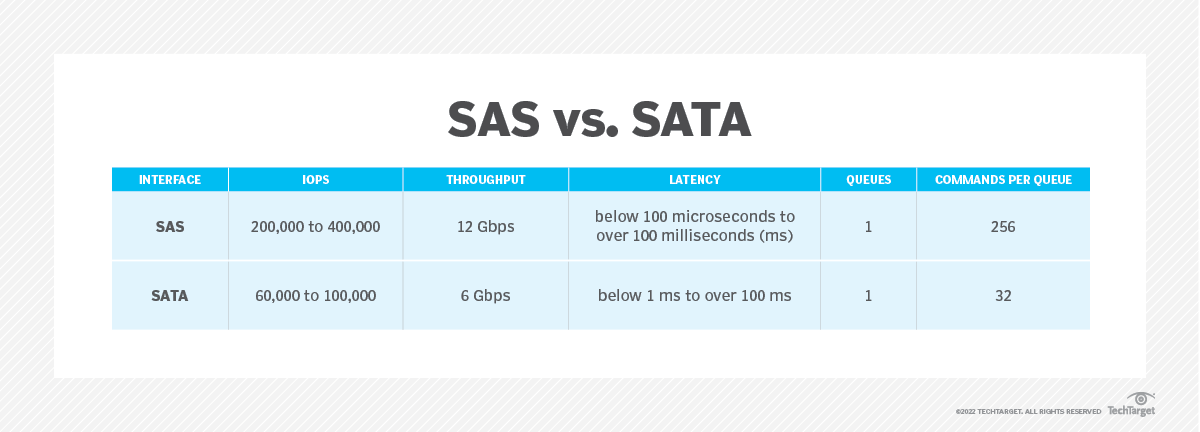 SAS vs. SATA
INTERFACE IOPS THROUGHPUT LATENCY QUEUES COMMANDS PER QUEUE
SAS 200,000 to 400,000 12 Gbps below 100 microseconds to
over 100 milliseconds (ms) 1 256
SATA 60,000 to 100,000 6 Gbps below 1 ms to over 100 ms 1 32
©2022 TECHTARGET. ALL RIGHTS RESERVED TechTarget